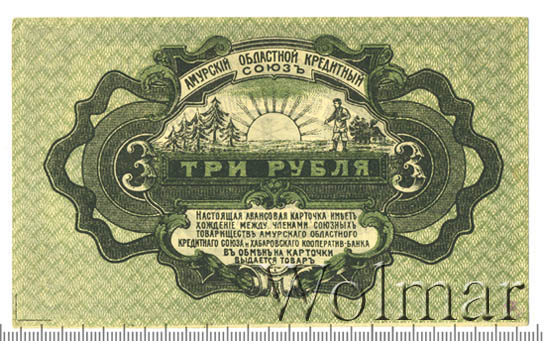 АМУРСКІЙ ОБЛАСТНОЙ КРЕДИТНЫЙ
СОЮЗЪ
3 ТРИ РУБЛЯ 3
НАСТОЯЩАЯ АВАНСОВАЯ КАРТОЧКА ИМѢЕТЪ
ХОЖДЕНІЕ МЕЖДУ ЧЛЕНАМИ СОЮЗНЫХЪ
ТОВАРИЩЕСТВЪ АМУРСКАГО ОБЛАСТНОГО
КРЕДИТНАГО СОЮЗА И ХАБАРОВСКАГО КООПЕРАТИВ-БАНКА
ВЪ ОБМѢНЪ НА КАРТОЧКИ
ВЫДАЕТСЯ ТОВАРЪ
Wolmar